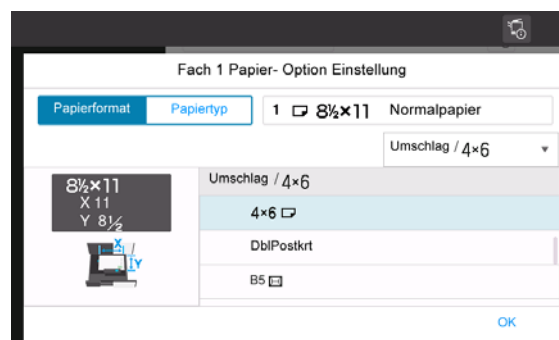 Fach 1 Papier- Option Einstellung
Papierformat Papiertyp 1 8½×11 Normalpapier
Umschlag / 4×6
8½×11
X 11
Y 8½
X
Y
Umschlag / 4×6
4×6
DblPostkrt
B5
OK